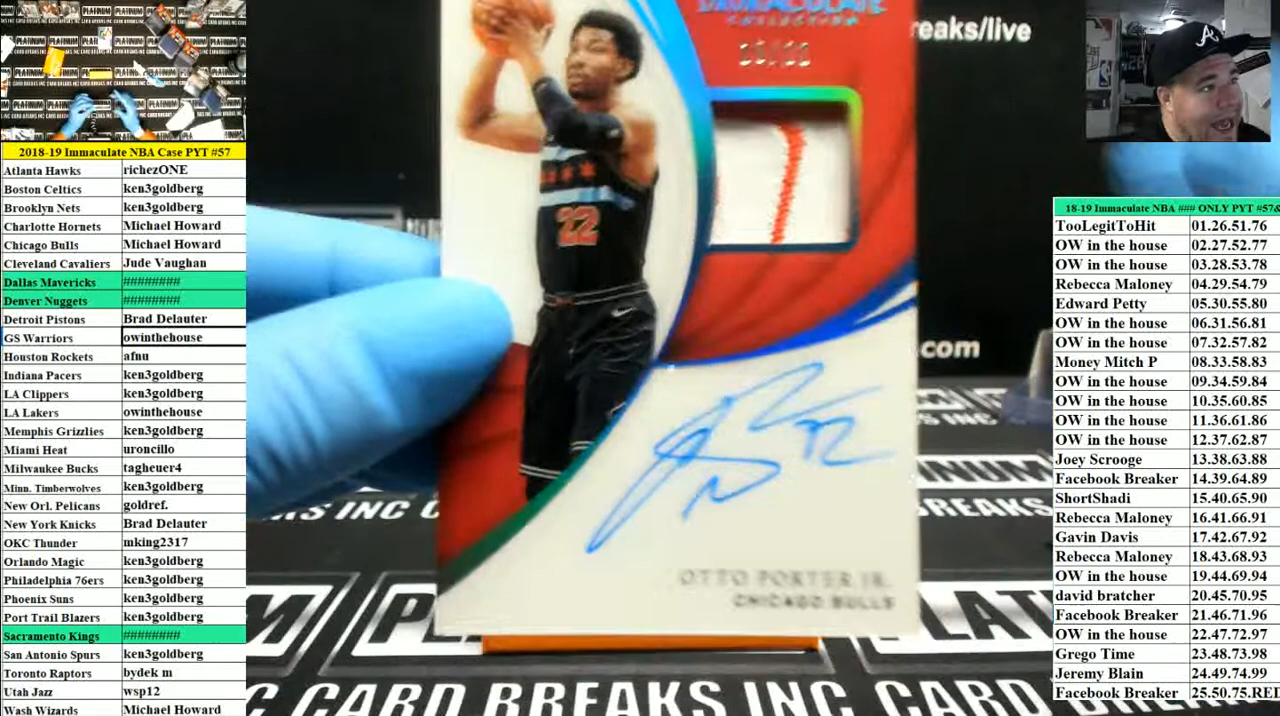 2018-19 Immaculate NBA Case PYT #57
Atlanta Hawks richezONE
Boston Celtics ken3goldberg
Brooklyn Nets ken3goldberg
Charlotte Hornets Michael Howard
Chicago Bulls Michael Howard
Cleveland Cavaliers Jude Vaughan
Dallas Mavericks ########
Denver Nuggets ########
Detroit Pistons Brad Delauter
GS Warriors owinthehouse
Houston Rockets afnu
Indiana Pacers ken3goldberg
LA Clippers ken3goldberg
LA Lakers owinthehouse
Memphis Grizzlies ken3goldberg
Miami Heat uroncillo
Milwaukee Bucks tagheuer4
Minn. Timberwolves ken3goldberg
New Orl. Pelicans goldref.
New York Knicks Brad Delauter
OKC Thunder mking2317
Orlando Magic ken3goldberg
Philadelphia 76ers ken3goldberg
Phoenix Suns ken3goldberg
Port Trail Blazers ken3goldberg
Sacramento Kings ########
San Antonio Spurs ken3goldberg
Toronto Raptors bydek m
Utah Jazz wsp12
Wash Wizards Michael Howard
IMMACULATE
COLLECTION
22
OTTO PORTER JR.
CHICAGO BULLS
reaks/live
.com
CARD BREAKS INC CARD
18-19 Immaculate NBA ### ONLY PYT #57&
TooLegitToHit 01.26.51.76
OW in the house 02.27.52.77
OW in the house 03.28.53.78
Rebecca Maloney 04.29.54.79
Edward Petty 05.30.55.80
OW in the house 06.31.56.81
OW in the house 07.32.57.82
Money Mitch P 08.33.58.83
OW in the house 09.34.59.84
OW in the house 10.35.60.85
OW in the house 11.36.61.86
OW in the house 12.37.62.87
Joey Scrooge 13.38.63.88
Facebook Breaker 14.39.64.89
ShortShadi 15.40.65.90
Rebecca Maloney 16.41.66.91
Gavin Davis 17.42.67.92
Rebecca Maloney 18.43.68.93
OW in the house 19.44.69.94
david bratcher 20.45.70.95
Facebook Breaker 21.46.71.96
OW in the house 22.47.72.97
Grego Time 23.48.73.98
Jeremy Blain 24.49.74.99
Facebook Breaker 25.50.75.RED